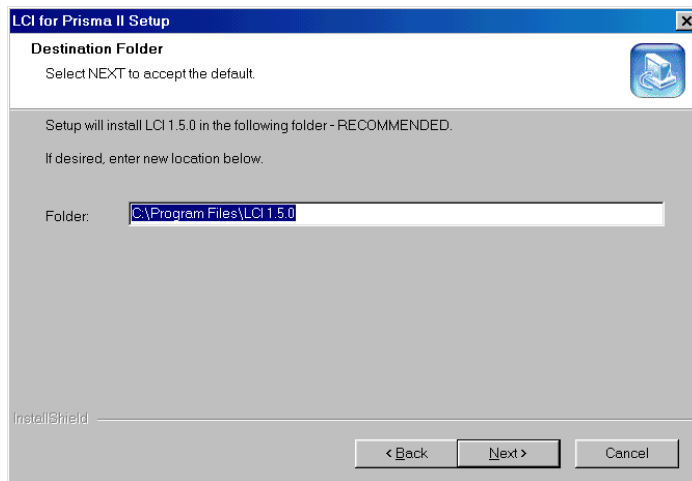 LCI for Prisma II Setup
Destination Folder
Select NEXT to accept the default.
Setup will install LCI 1.5.0 in the following folder - RECOMMENDED.
If desired, enter new location below.
Folder: C:\Program Files\LCI 1.5.0
InstallShield
< Back Next > Cancel